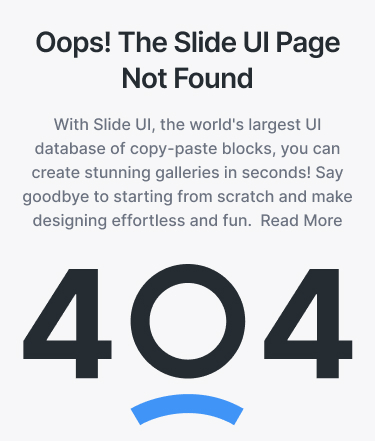 Oops! The Slide UI Page
Not Found
With Slide UI, the world's largest UI
database of copy-paste blocks, you can
create stunning galleries in seconds! Say
goodbye to starting from scratch and make
designing effortless and fun.  Read More
404